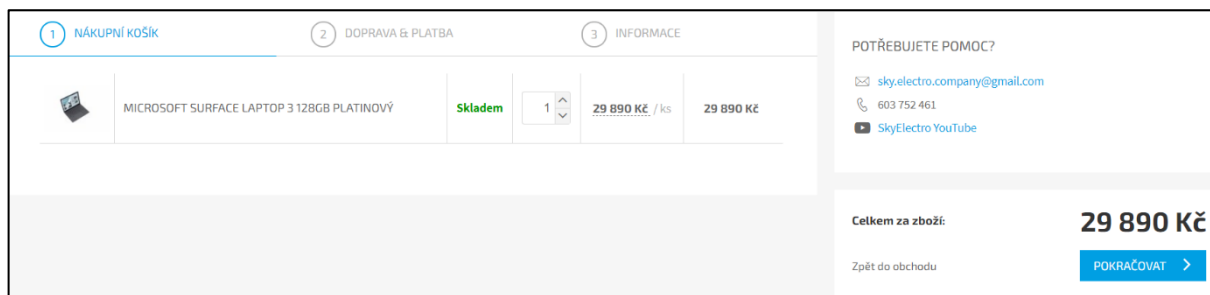 1 NÁKUPNÍ KOŠÍK
2 DOPRAVA & PLATBA
3 INFORMACE
MICROSOFT SURFACE LAPTOP 3 128GB PLATINOVÝ Skladem 1 29 890 Kč / ks 29 890 Kč
POTŘEBUJETE POMOC?
sky.electro.company@gmail.com
603 752 461
SkyElectro YouTube
Celkem za zboží: 29 890 Kč
Zpět do obchodu POKRAČOVAT